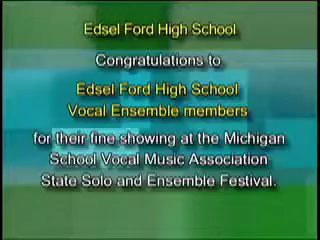 Edsel Ford High School
Congratulations to
Edsel Ford High School
Vocal Ensemble members
for their fine showing at the Michigan
School Vocal Music Association
State Solo and Ensemble Festival.